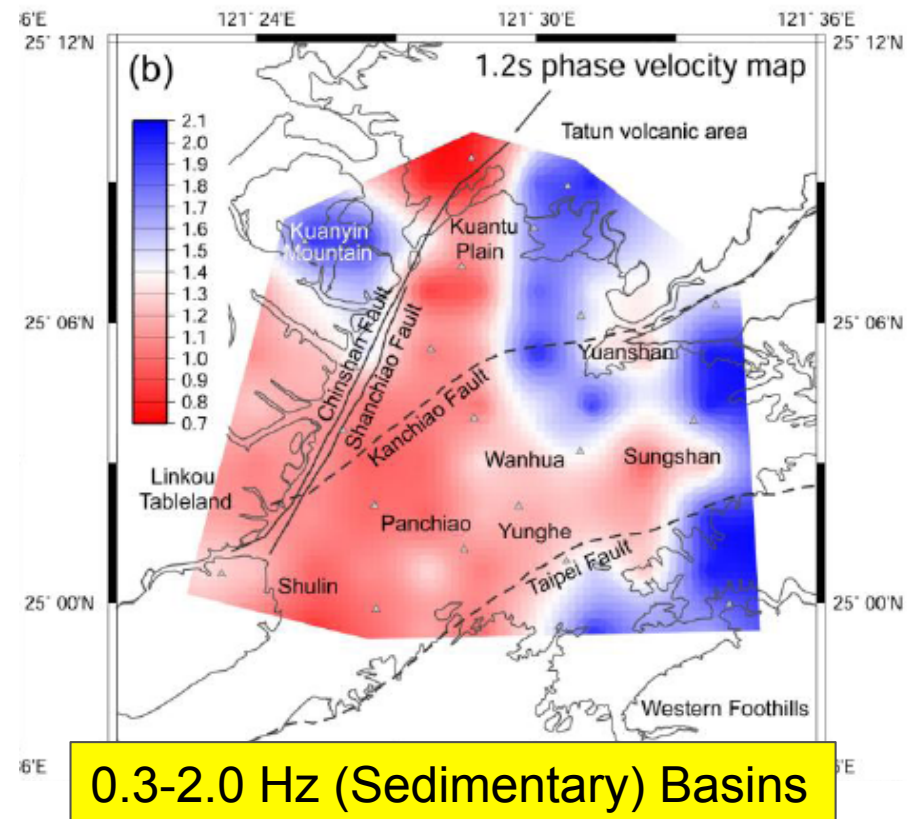 36'E
121˚ 24'E
121˚ 30'E
121˚ 36'E
25˚ 12'N
25˚ 12'N
(b)
1.2s phase velocity map
Tatun volcanic area
2.1
2.0
1.9
1.8
1.7
1.6
1.5
1.4
1.3
1.2
1.1
1.0
0.9
0.8
0.7
Kuanyin
Mountain
Kuantu
Plain
25˚ 06'N
25˚ 06'N
Chinshan Fault
Shanchiao Fault
Kanchiao Fault
Yuanshan
Wanhua
Sungshan
Linkou
Tableland
Panchiao
Yunghe
Taipei Fault
Shulin
25˚ 00'N
25˚ 00'N
Western Foothills
36'E
5'E
0.3-2.0 Hz (Sedimentary) Basins